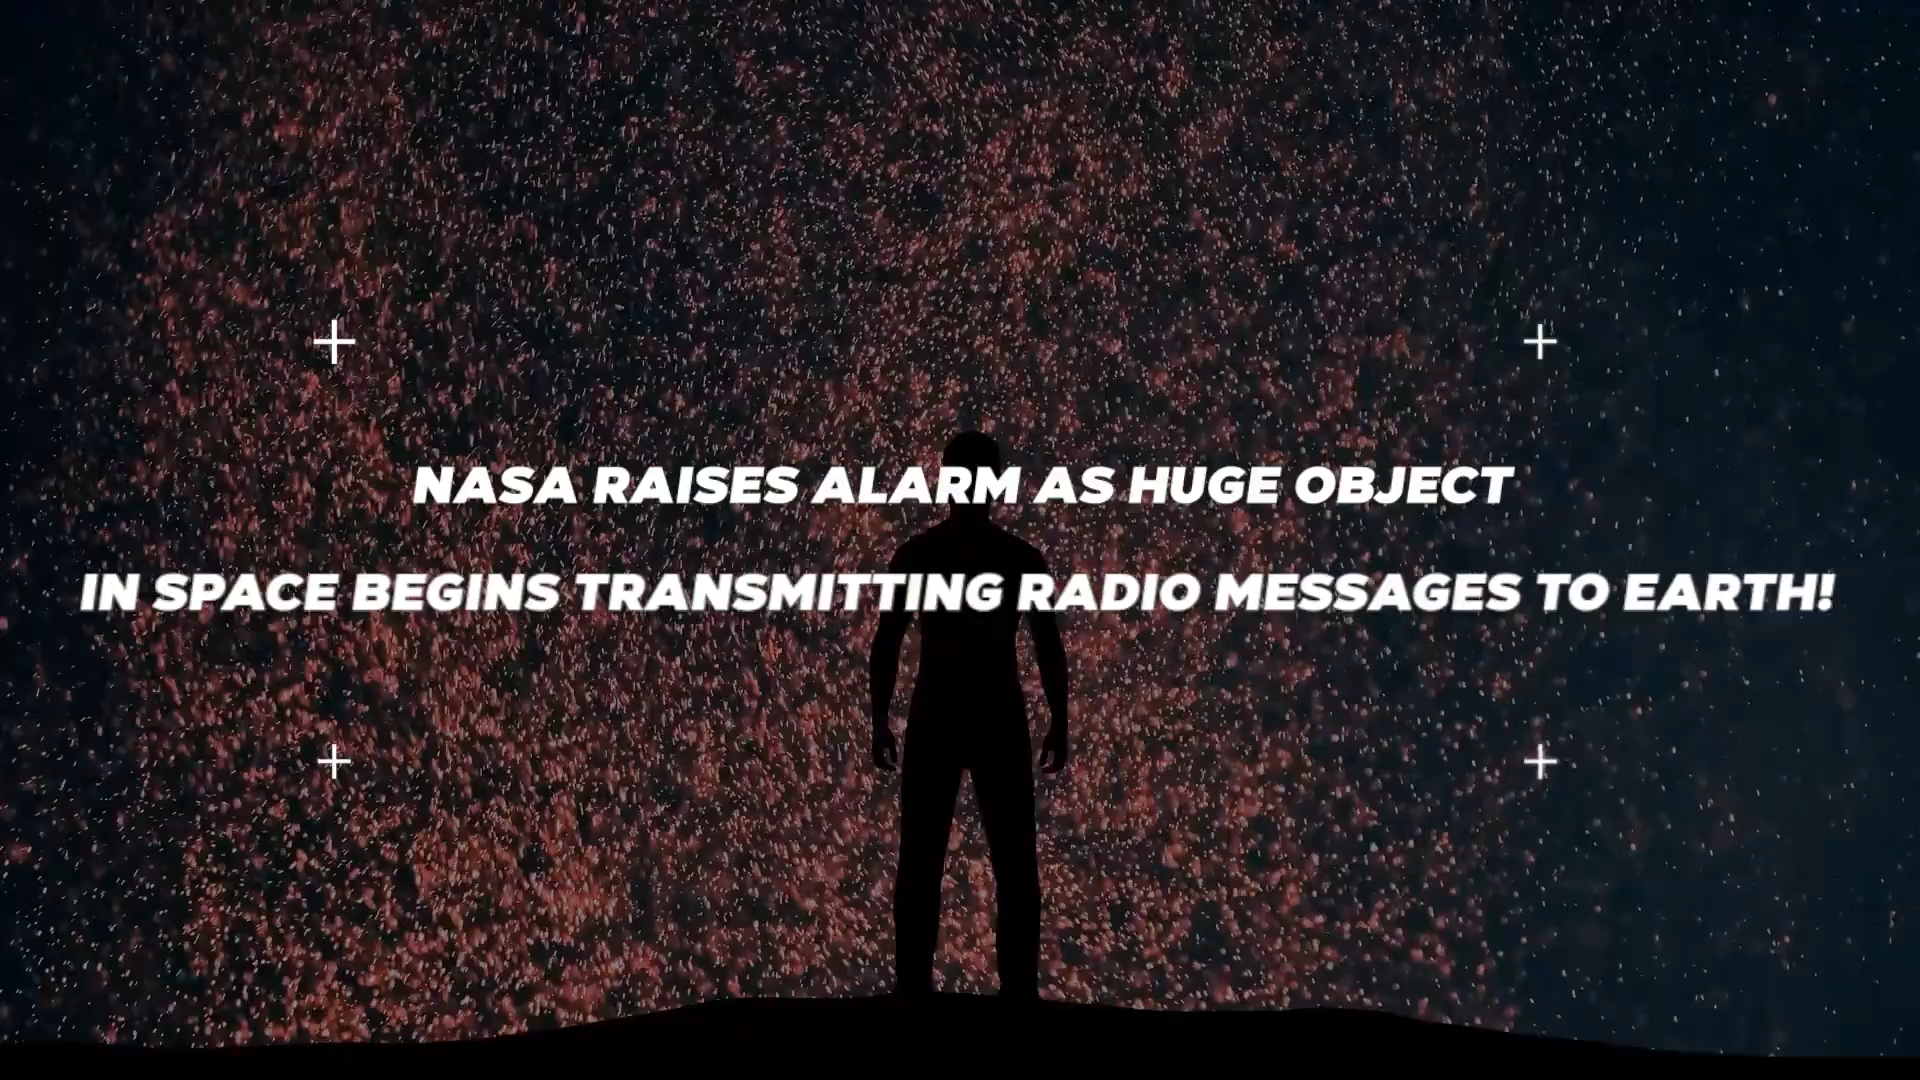 NASA RAISES ALARM AS HUGE OBJECT
IN SPACE BEGINS TRANSMITTING RADIO MESSAGES TO EARTH!